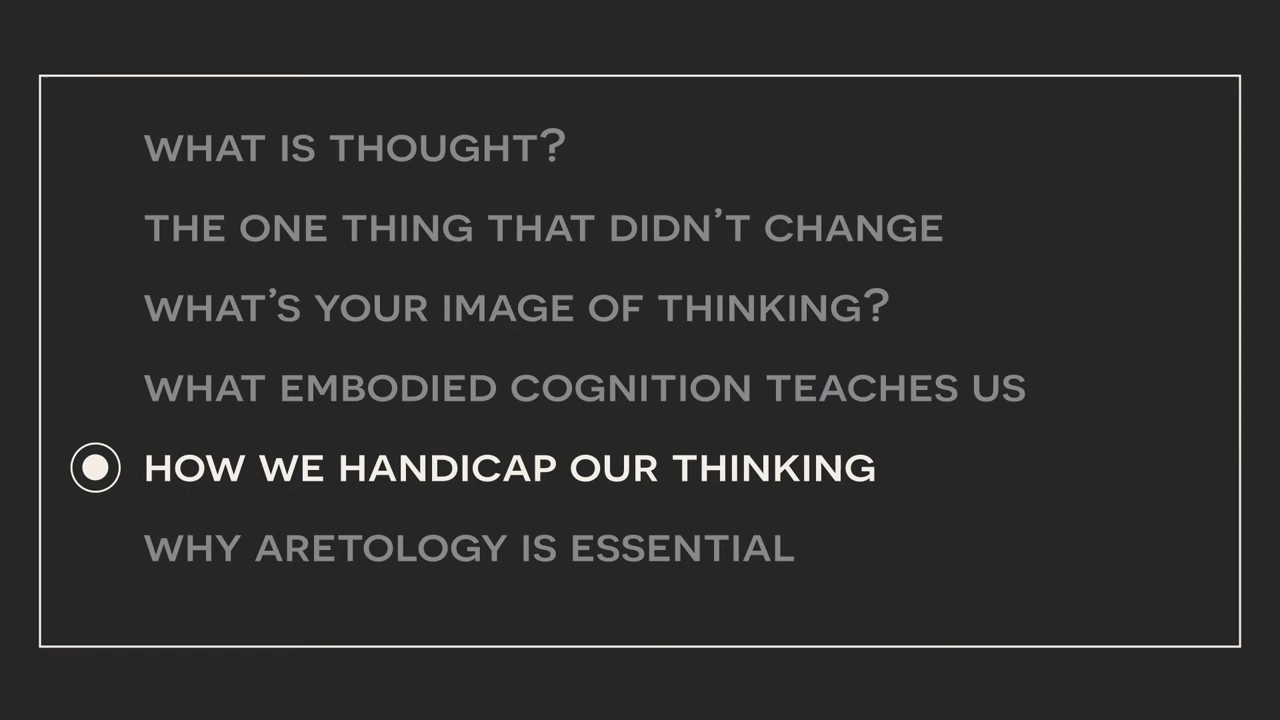 WHAT IS THOUGHT?
THE ONE THING THAT DIDN’T CHANGE
WHAT’S YOUR IMAGE OF THINKING?
WHAT EMBODIED COGNITION TEACHES US
HOW WE HANDICAP OUR THINKING
WHY ARETOLOGY IS ESSENTIAL